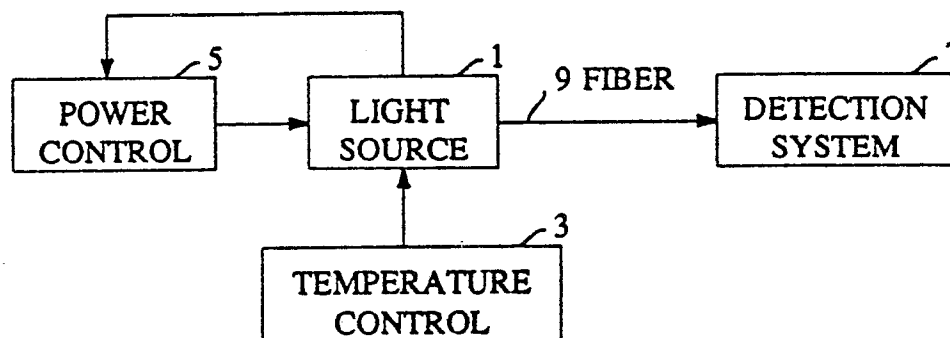 5
POWER
CONTROL
1
LIGHT
SOURCE
9 FIBER
DETECTION
SYSTEM
3
TEMPERATURE
CONTROL